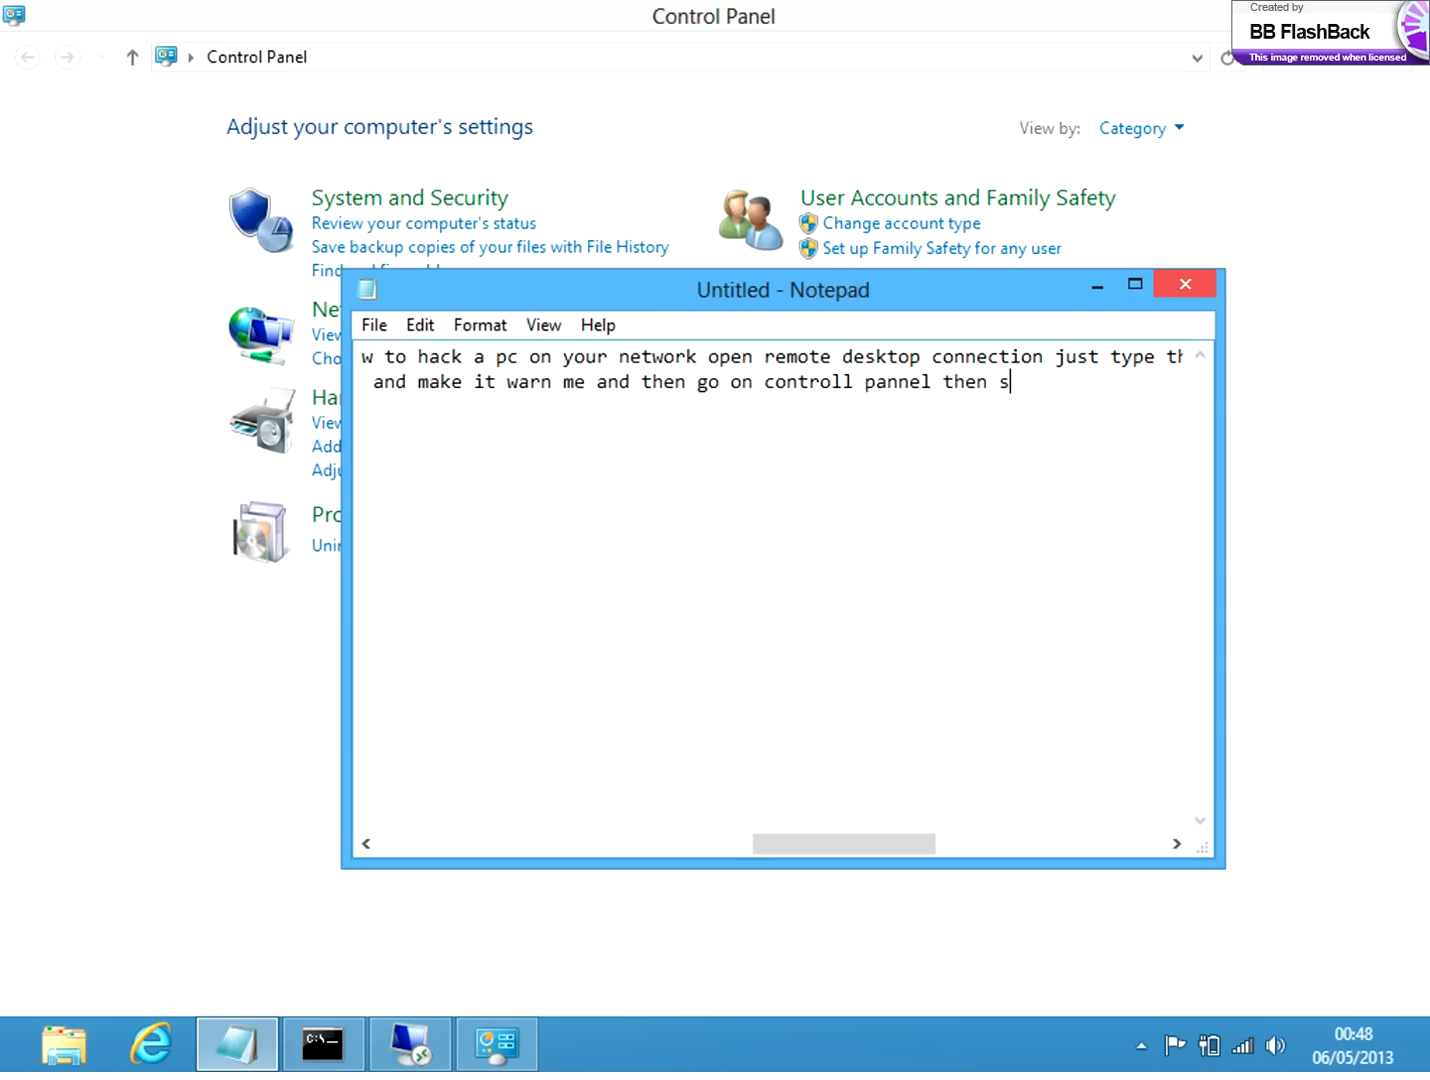 Control Panel
Created by
BB FlashBack
This image removed when licensed
Control Panel
Adjust your computer's settings
View by: Category
System and Security
Review your computer's status
Save backup copies of your files with File History
User Accounts and Family Safety
Change account type
Set up Family Safety for any user
Untitled - Notepad
File Edit Format View Help
w to hack a pc on your network open remote desktop connection just type th
and make it warn me and then go on controll pannel then s
Add
C:\_
00:48
06/05/2013